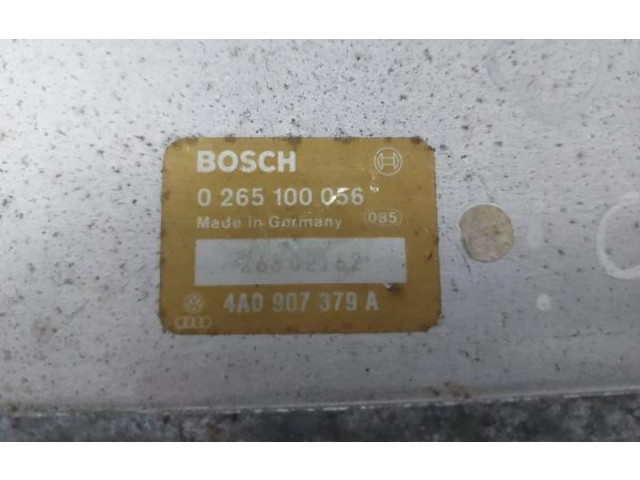 BOSCH
0 265 100 056
Made in Germany (085)
4A0 907 379 A